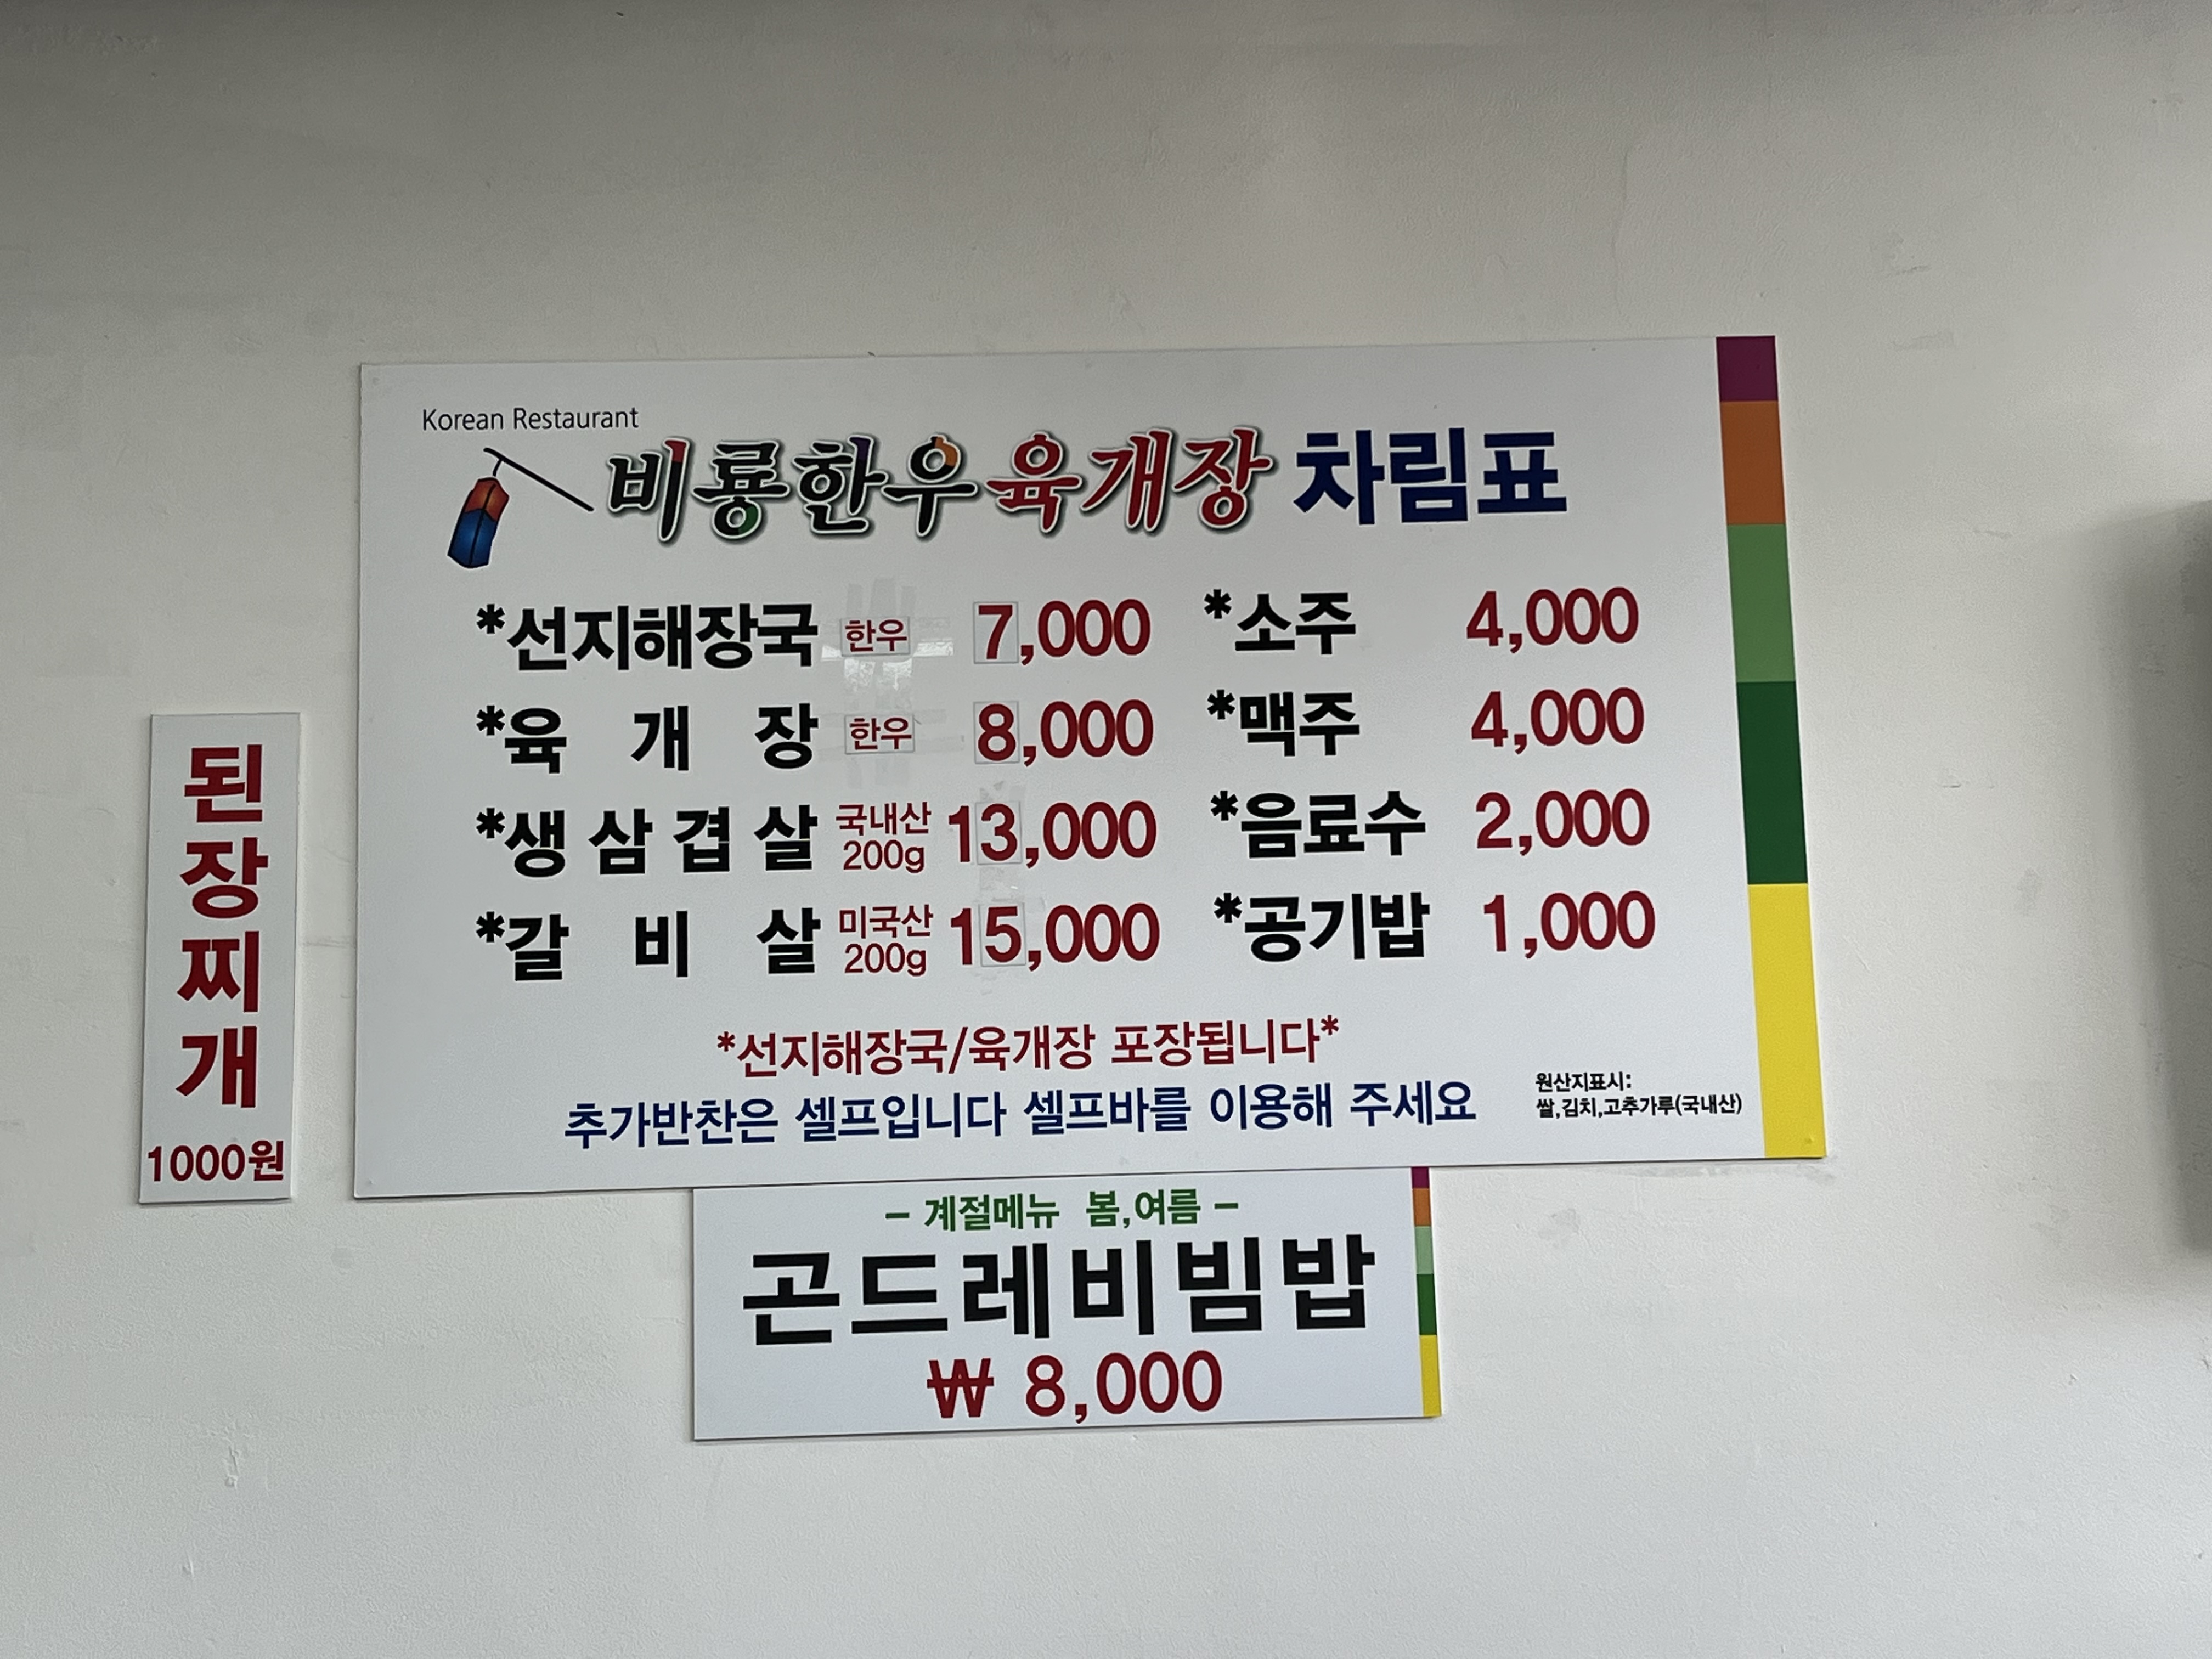 Korean Restaurant
비룡한우육개장 차림표
*선지해장국 한우 7,000
*육개장 한우 8,000
*생삼겹살 국내산 200g 13,000
*갈비살 미국산 200g 15,000
*소주 4,000
*맥주 4,000
*음료수 2,000
*공기밥 1,000
*선지해장국/육개장 포장됩니다*
추가반찬은 셀프입니다 셀프바를 이용해 주세요
원산지표시:
쌀,김치,고추가루(국내산)
된장찌개
1000원
- 계절메뉴 봄,여름 -
곤드레비빔밥
₩ 8,000